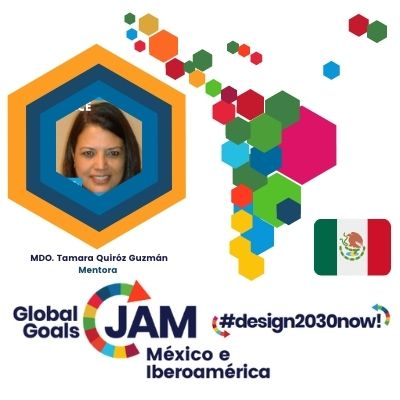 MDO. Tamara Quiróz Guzmán
Mentora
Global
Goals
JAM
México e
Iberoamérica
#design2030now!